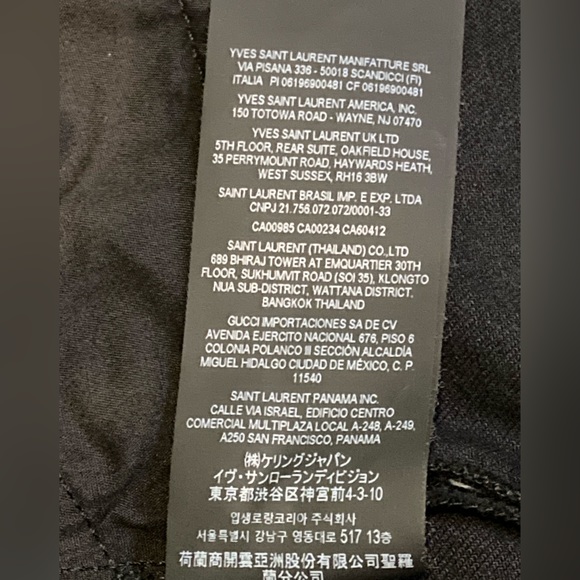 YVES SAINT LAURENT MANIFATTURE SRL
VIA PISANA 336 - 50018 SCANDICCI (FI)
ITALIA PI 06196900481 CF 06196900481
YVES SAINT LAURENT AMERICA, INC.
150 TOTOWA ROAD - WAYNE, NJ 07470
YVES SAINT LAURENT UK LTD
5TH FLOOR, REAR SUITE, OAKFIELD HOUSE,
35 PERRYMOUNT ROAD, HAYWARDS HEATH,
WEST SUSSEX, RH16 3BW
SAINT LAURENT BRASIL IMP. E EXP. LTDA
CNPJ 21.756.072.072/0001-33
CA00985 CA00234 CA60412
SAINT LAURENT (THAILAND) CO.,LTD
689 BHIRAJ TOWER AT EMQUARTIER 30TH
FLOOR, SUKHUMVIT ROAD (SOI 35), KLONGTO
NUA SUB-DISTRICT, WATTANA DISTRICT.
BANGKOK THAILAND
GUCCI IMPORTACIONES SA DE CV
AVENIDA EJERCITO NACIONAL 676, PISO 6
COLONIA POLANCO III SECCIÓN ALCALDÍA
MIGUEL HIDALGO CIUDAD DE MÉXICO, C. P.
11540
SAINT LAURENT PANAMA INC.
CALLE VIA ISRAEL, EDIFICIO CENTRO
COMERCIAL MULTIPLAZA LOCAL A-248, A-249,
A250 SAN FRANCISCO, PANAMA
㈱ケリングジャパン
イヴ・サンローランディビジョン
東京都渋谷区神宮前4-3-10
입생로랑코리아 주식회사
서울특별시 강남구 영동대로 517 13층
荷蘭商開雲亞洲股份有限公司聖羅
蘭分公司